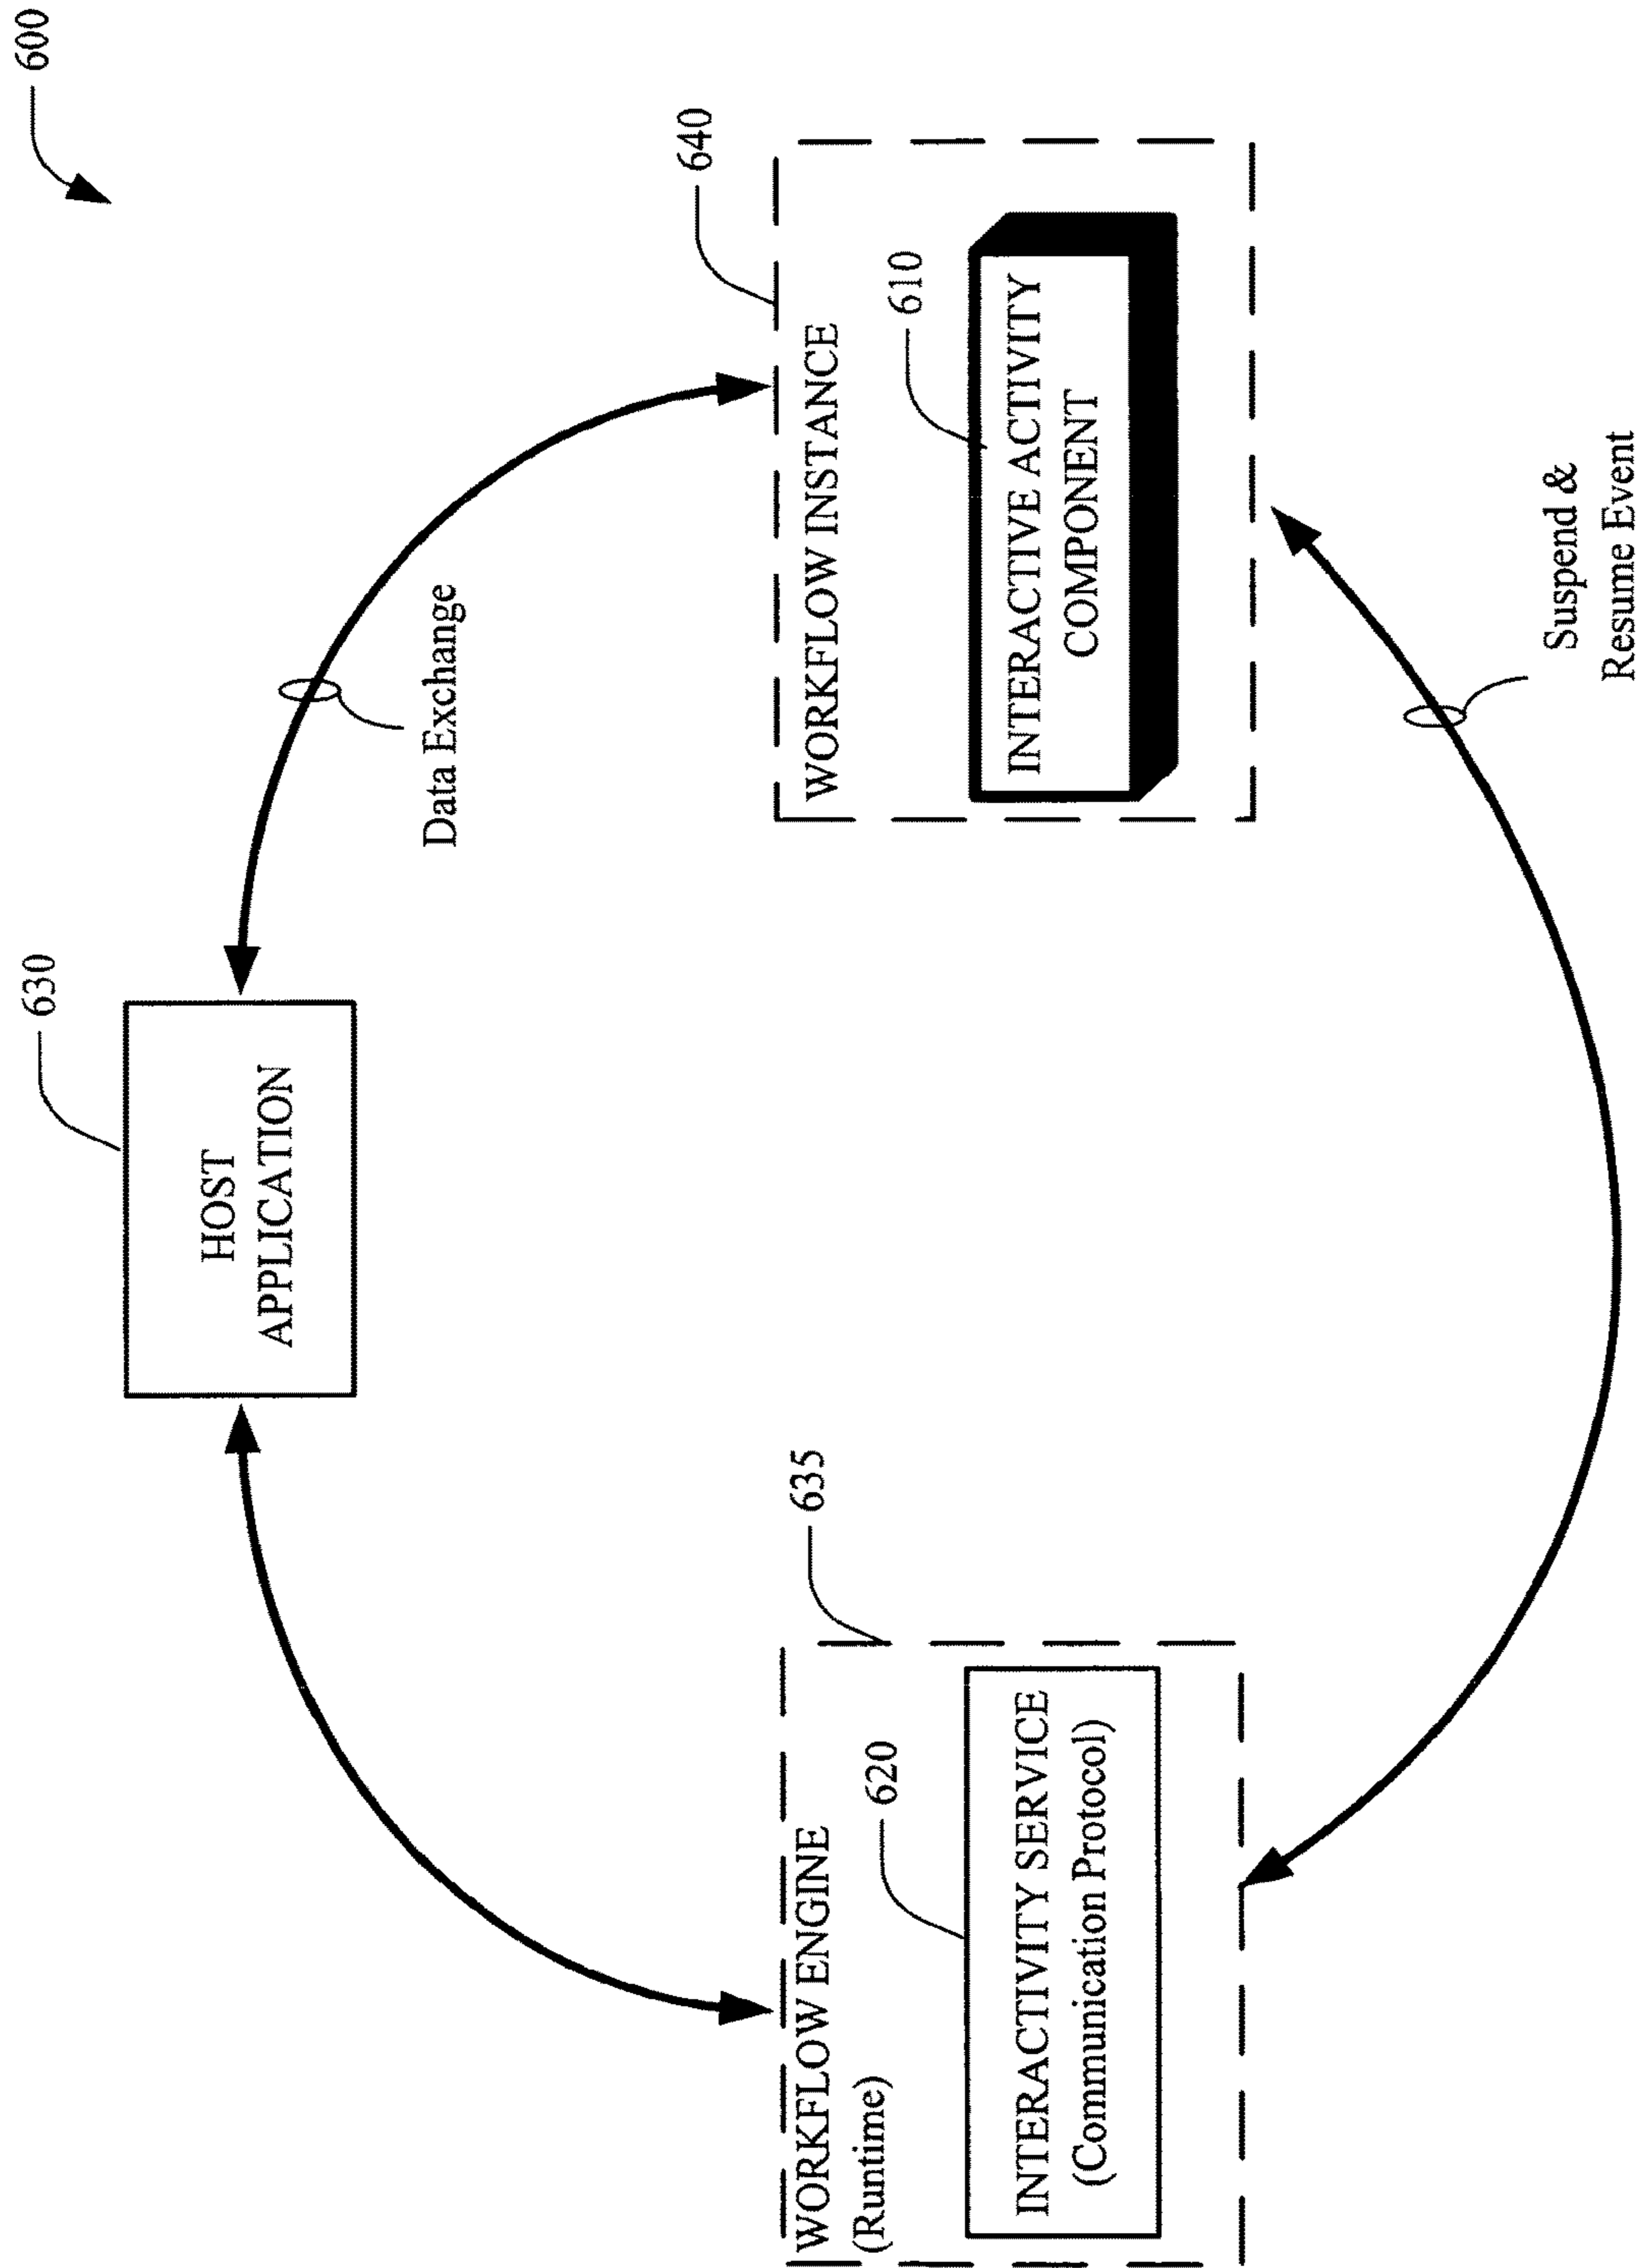 600
630
HOST
APPLICATION
Data Exchange
635
WORKFLOW ENGINE
(Runtime)
620
INTERACTIVITY SERVICE
(Communication Protocol)
640
WORKFLOW INSTANCE
610
INTERACTIVE ACTIVITY
COMPONENT
Suspend &
Resume Event